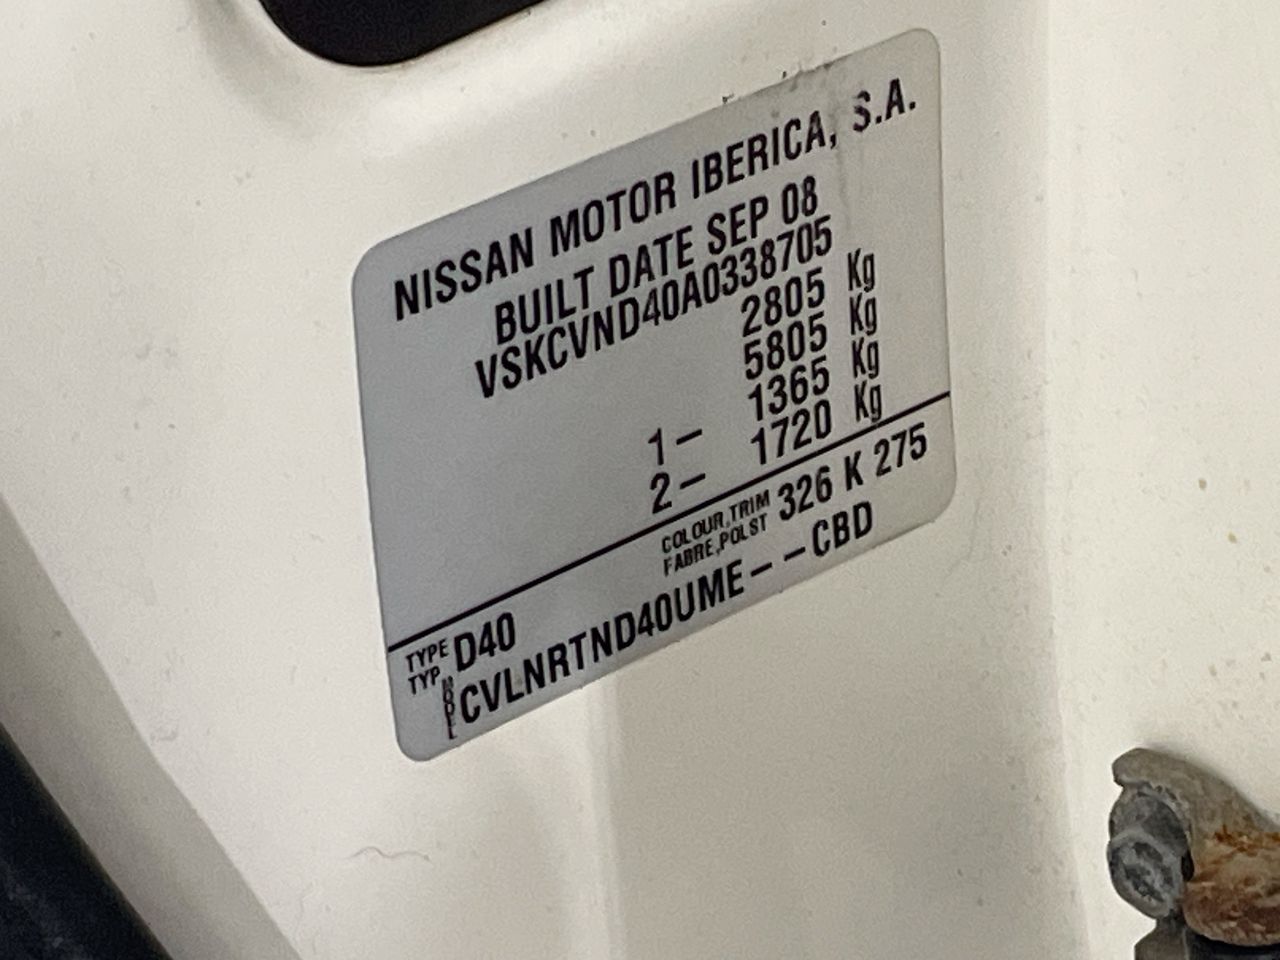 NISSAN MOTOR IBERICA, S.A.
BUILT DATE SEP 08
VSKCVND40A0338705
2805 Kg
5805 Kg
1- 1365 Kg
2- 1720 Kg
COLOUR,TRIM 326 K 275
FABRE,POLST
TYPE D40
TYP
MODEL CVLNRTND40UME- -CBD